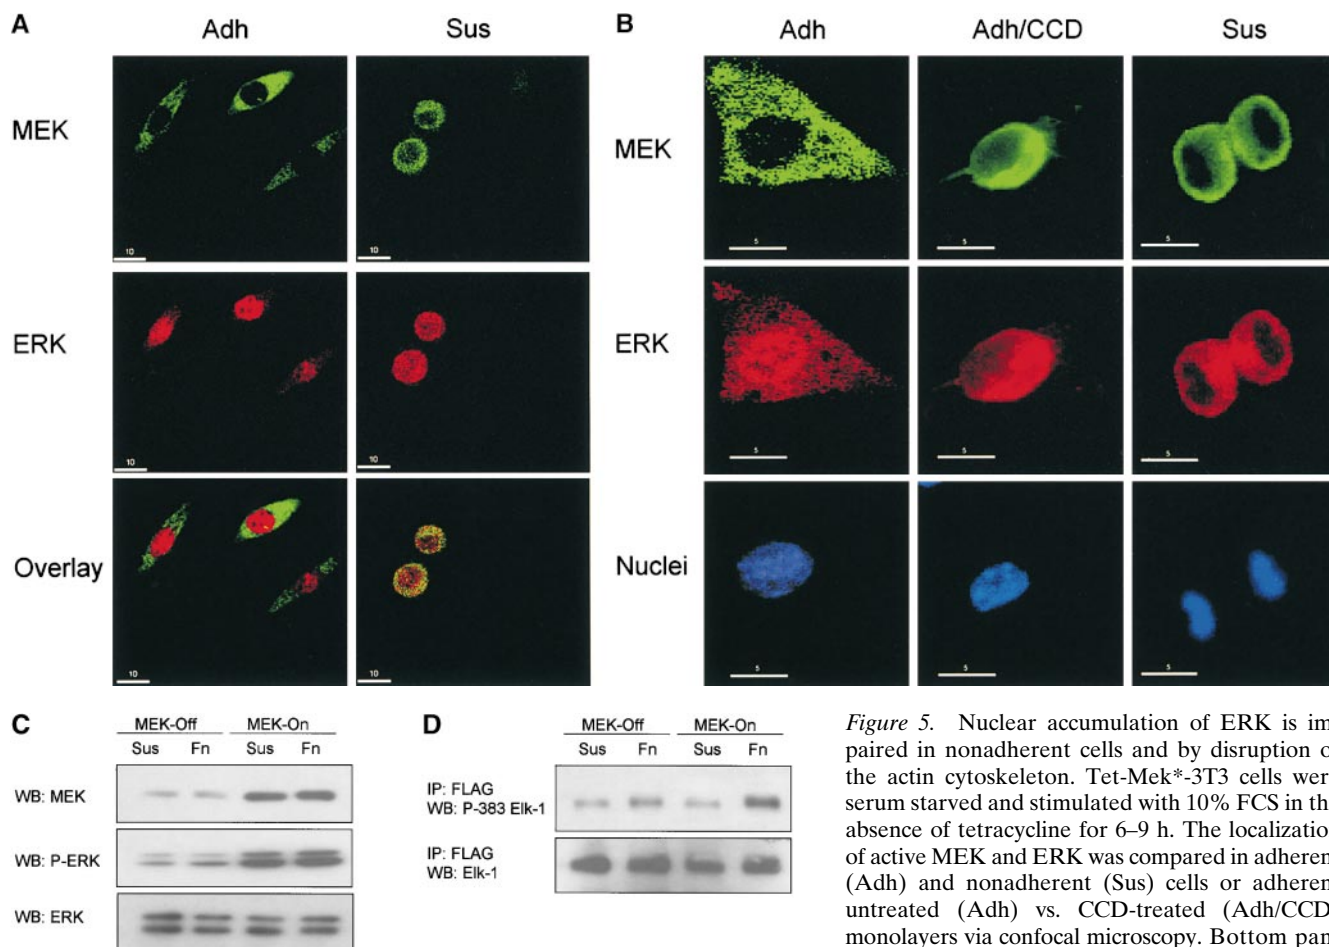 A
B
Adh Sus
Adh Adh/CCD Sus
MEK
MEK
10 10
5 5 5
ERK
ERK
10 10
5 5 5
Overlay
Nuclei
10 10
5 5 5
C
MEK-Off MEK-On
Sus Fn Sus Fn
WB: MEK
WB: P-ERK
WB: ERK
D
MEK-Off MEK-On
Sus Fn Sus Fn
IP: FLAG
WB: P-383 Elk-1
IP: FLAG
WB: Elk-1
Figure 5. Nuclear accumulation of ERK is im
paired in nonadherent cells and by disruption o
the actin cytoskeleton. Tet-Mek*-3T3 cells wer
serum starved and stimulated with 10% FCS in th
absence of tetracycline for 6–9 h. The localizatio
of active MEK and ERK was compared in adheren
(Adh) and nonadherent (Sus) cells or adheren
untreated (Adh) vs. CCD-treated (Adh/CCD
monolayers via confocal microscopy. Bottom pan